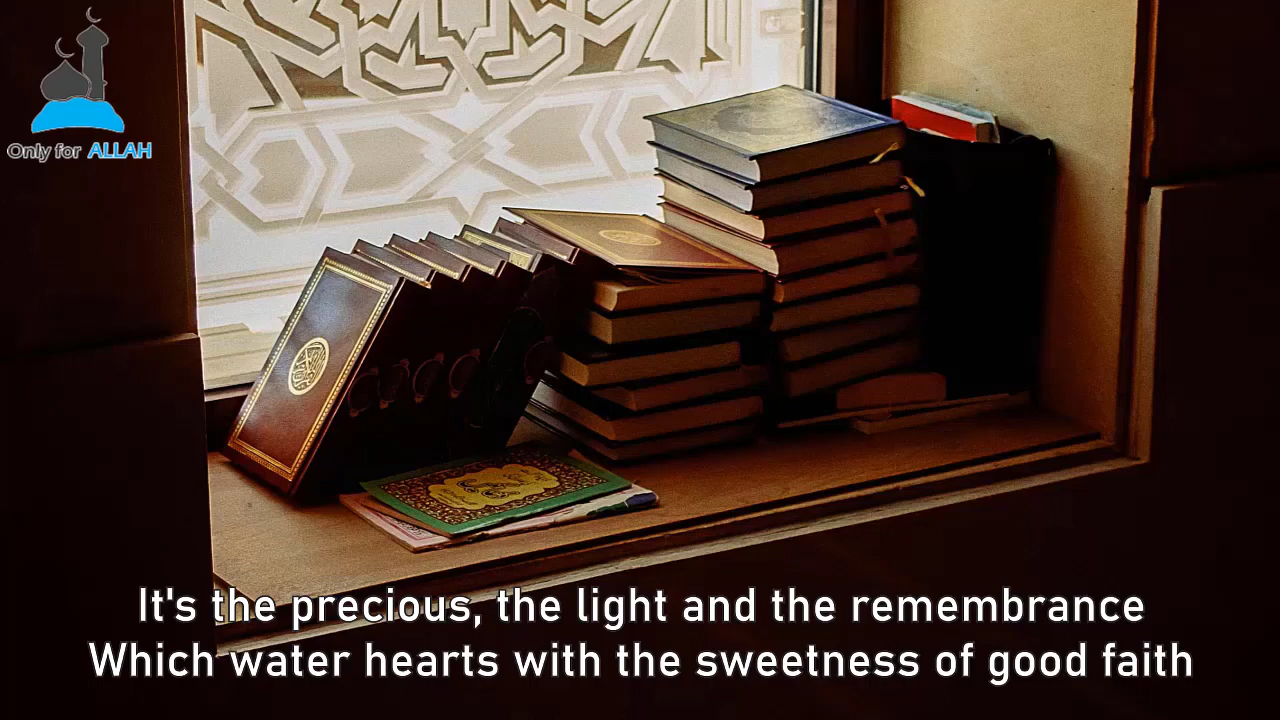 Only for ALLAH
It's the precious, the light and the remembrance
Which water hearts with the sweetness of good faith